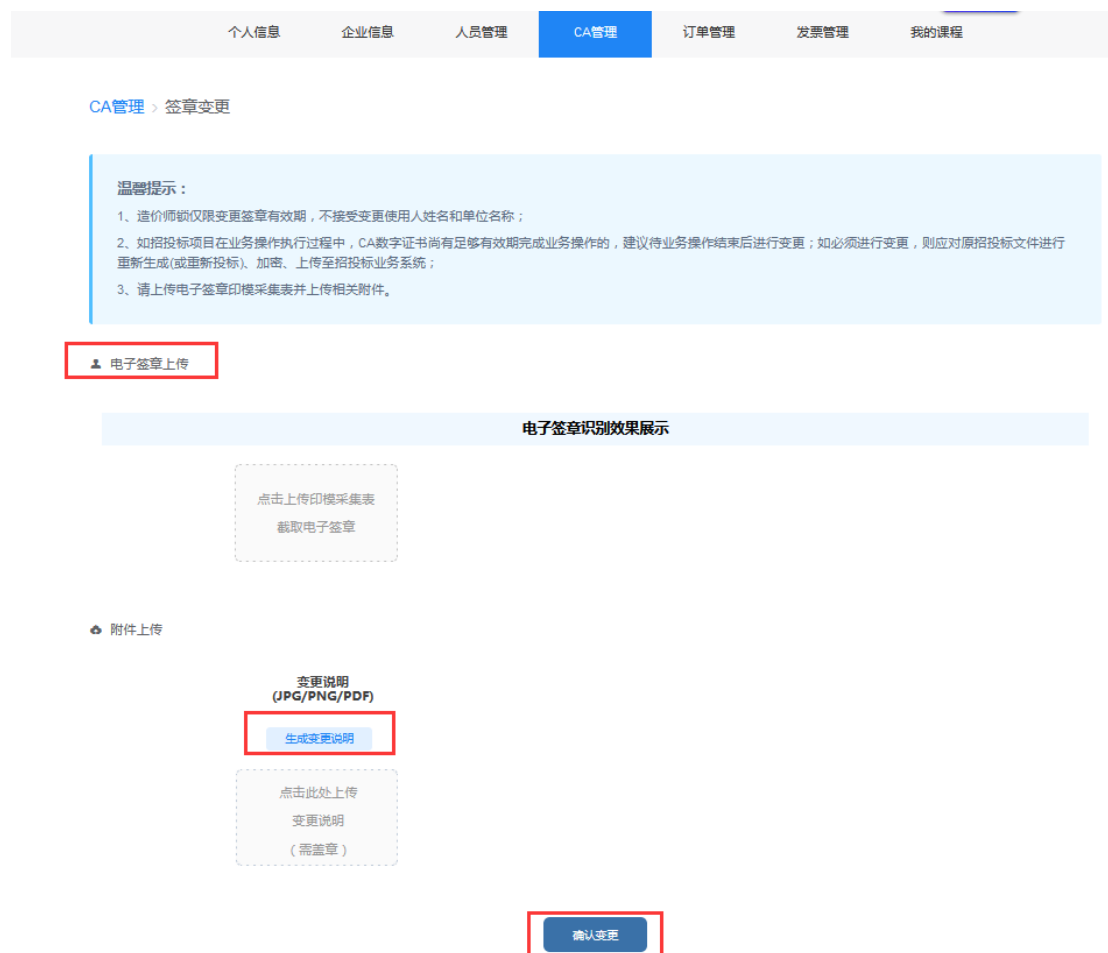 个人信息 企业信息 人员管理 CA管理 订单管理 发票管理 我的课程
CA管理 > 签章变更
温馨提示：
1、造价师锁仅限变更签章有效期，不接受变更使用人姓名和单位名称；
2、如招投标项目在业务操作执行过程中，CA数字证书尚有足够有效期完成业务操作的，建议待业务操作结束后进行变更；如必须进行变更，则应对原招投标文件进行
重新生成(或重新投标)、加密、上传至招投标业务系统；
3、请上传电子签章印模采集表并上传相关附件。
电子签章上传
电子签章识别效果展示
点击上传印模采集表
截取电子签章
附件上传
变更说明
(JPG/PNG/PDF)
生成变更说明
点击此处上传
变更说明
（需盖章）
确认变更